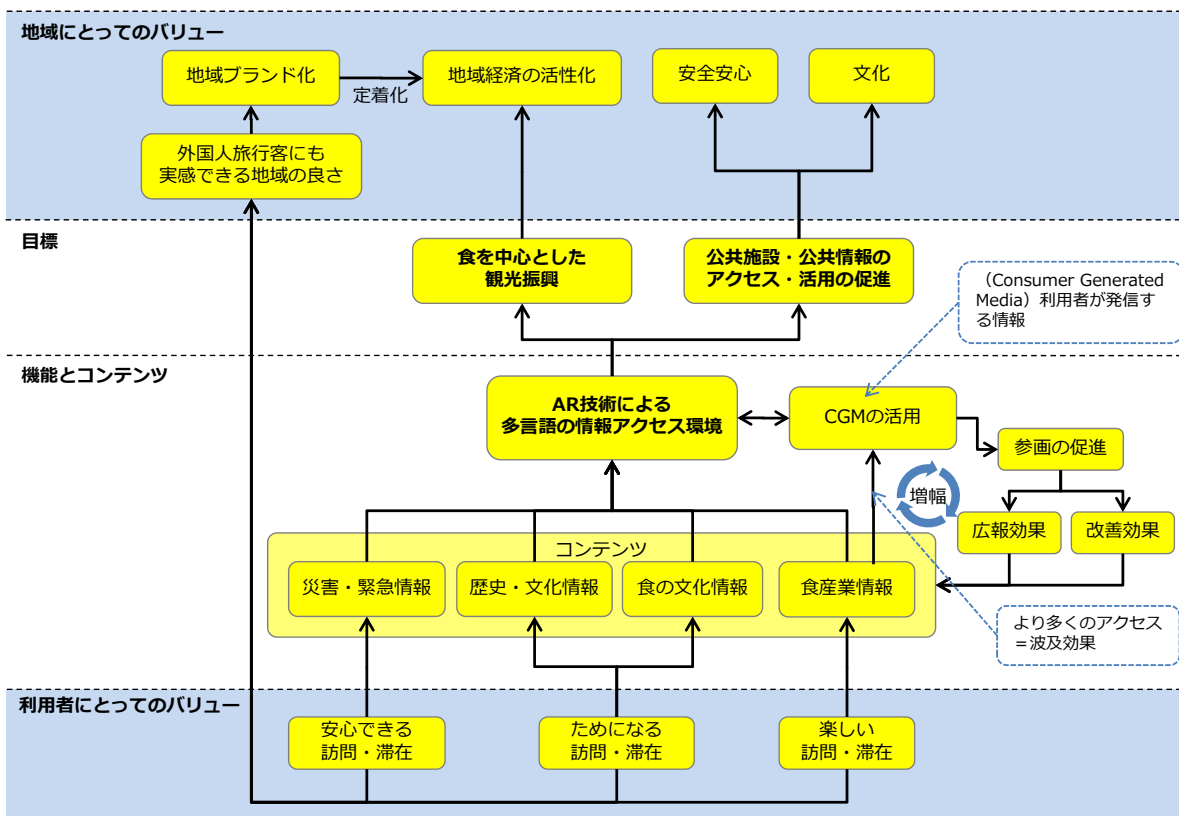 地域にとってのバリュー
地域ブランド化
定着化
地域経済の活性化
安全安心
文化
外国人旅行客にも
実感できる地域の良さ
目標
食を中心とした
観光振興
公共施設・公共情報の
アクセス・活用の促進
（Consumer Generated
Media）利用者が発信す
る情報
機能とコンテンツ
AR技術による
多言語の情報アクセス環境
CGMの活用
参画の促進
増幅
広報効果
改善効果
コンテンツ
災害・緊急情報
歴史・文化情報
食の文化情報
食産業情報
より多くのアクセス
＝波及効果
利用者にとってのバリュー
安心できる
訪問・滞在
ためになる
訪問・滞在
楽しい
訪問・滞在